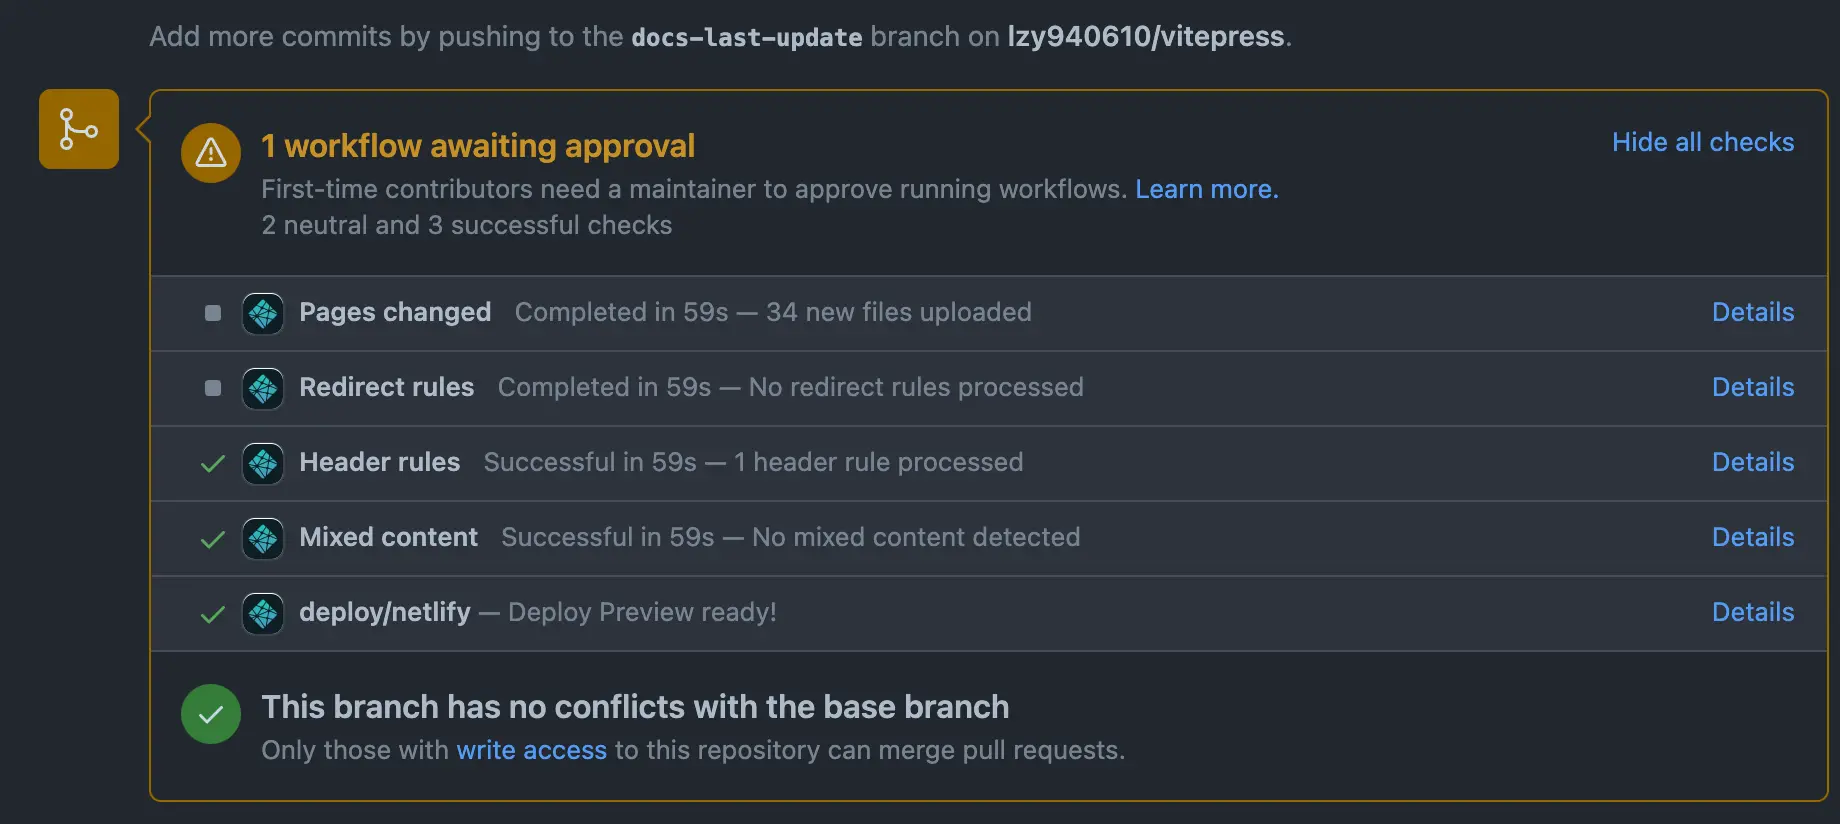 Add more commits by pushing to the docs-last-update branch on lzy940610/vitepress.
1 workflow awaiting approval
Hide all checks
First-time contributors need a maintainer to approve running workflows. Learn more.
2 neutral and 3 successful checks
Pages changed Completed in 59s — 34 new files uploaded Details
Redirect rules Completed in 59s — No redirect rules processed Details
Header rules Successful in 59s — 1 header rule processed Details
Mixed content Successful in 59s — No mixed content detected Details
deploy/netlify — Deploy Preview ready! Details
This branch has no conflicts with the base branch
Only those with write access to this repository can merge pull requests.